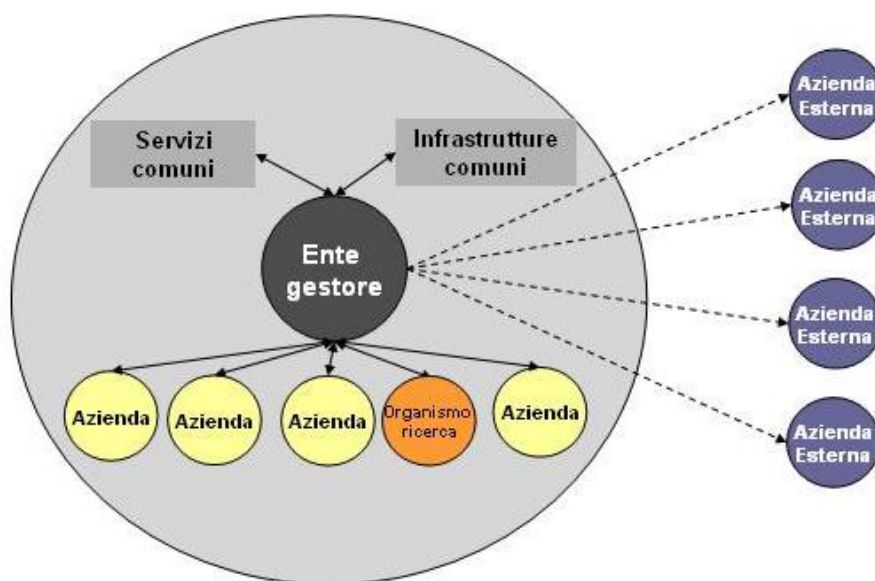 Servizi
comuni
Infrastrutture
comuni
Ente
gestore
Azienda
Azienda
Azienda
Organismo
ricerca
Azienda
Azienda
Esterna
Azienda
Esterna
Azienda
Esterna
Azienda
Esterna